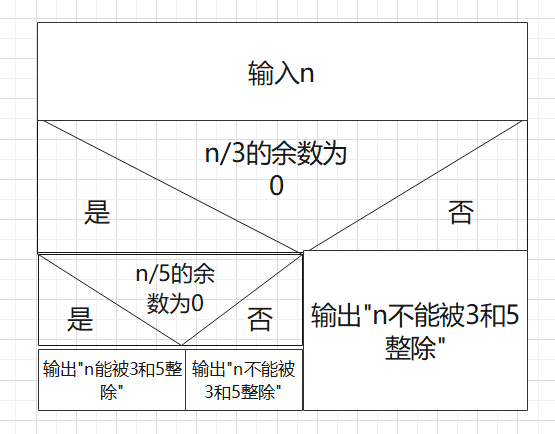 输入n
n/3的余数为
0
是
否
n/5的余
数为0
是
否
输出"n不能被3和5
整除"
输出"n能被3和5整
除"
输出"n不能被
3和5整除"